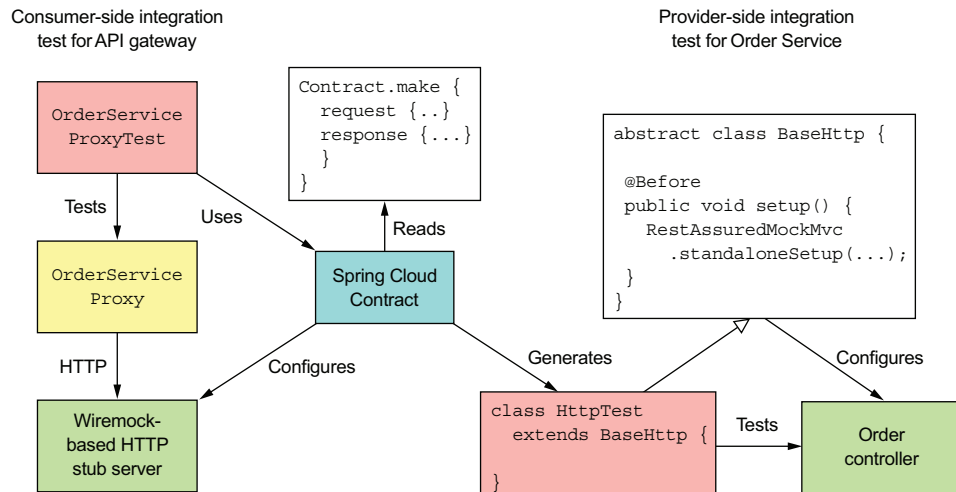 Consumer-side integration
test for API gateway
Provider-side integration
test for Order Service
OrderService
ProxyTest
Contract.make {
request {..}
response {...}
}
}
abstract class BaseHttp {
@Before
public void setup() {
RestAssuredMockMvc
.standaloneSetup(...);
}
}
Tests
Uses
Reads
OrderService
Proxy
Spring Cloud
Contract
HTTP
Configures
Generates
Configures
Wiremock-
based HTTP
stub server
class HttpTest
extends BaseHttp {
}
Tests
Order
controller